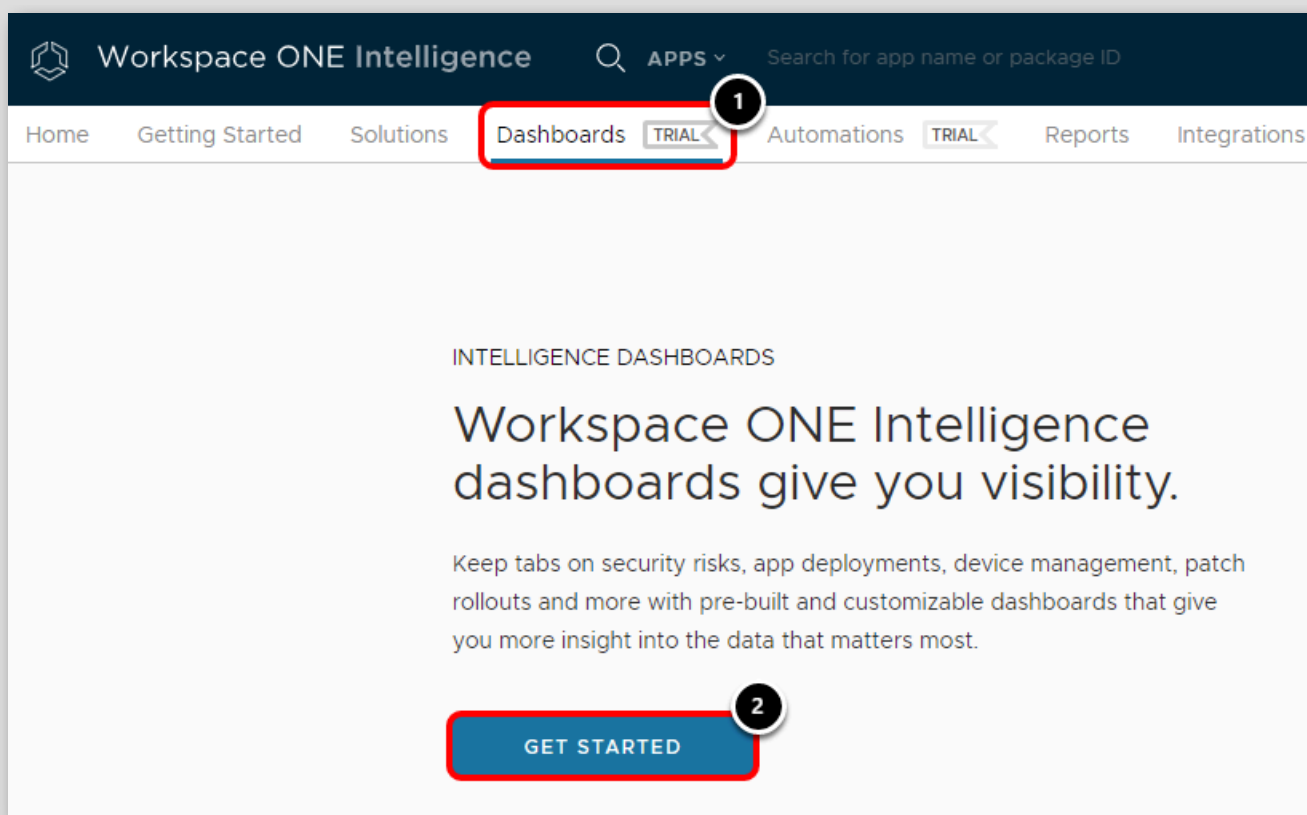 Workspace ONE Intelligence APPS Search for app name or package ID
1
Home Getting Started Solutions Dashboards TRIAL Automations TRIAL Reports Integrations
INTELLIGENCE DASHBOARDS
Workspace ONE Intelligence
dashboards give you visibility.
Keep tabs on security risks, app deployments, device management, patch
rollouts and more with pre-built and customizable dashboards that give
you more insight into the data that matters most.
2
GET STARTED